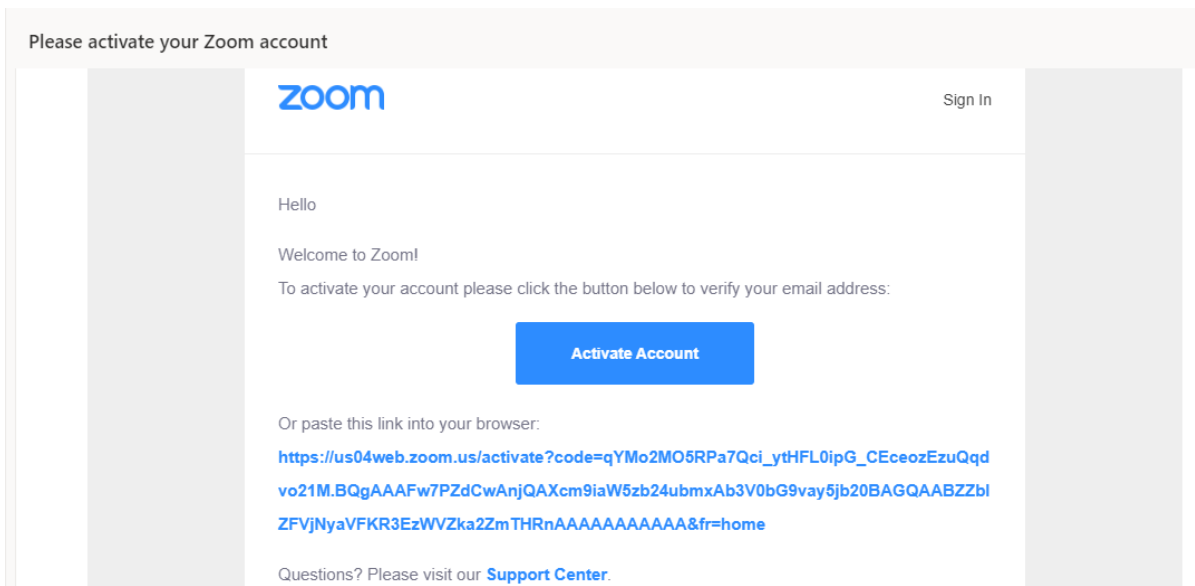 Please activate your Zoom account
zoom
Sign In
Hello
Welcome to Zoom!
To activate your account please click the button below to verify your email address:
Activate Account
Or paste this link into your browser:
https://us04web.zoom.us/activate?code=qYMo2MO5RPa7Qci_ytHFL0ipG_CEceozEzuQqd
vo21M.BQgAAAFw7PZdCwAnjQAXcm9iaW5zb24ubmxAb3V0bG9vay5jb20BAGQAABZZbl
ZFVjNyaVFKR3EzWVZka2ZmTHRnAAAAAAAAAAA&fr=home
Questions? Please visit our Support Center.